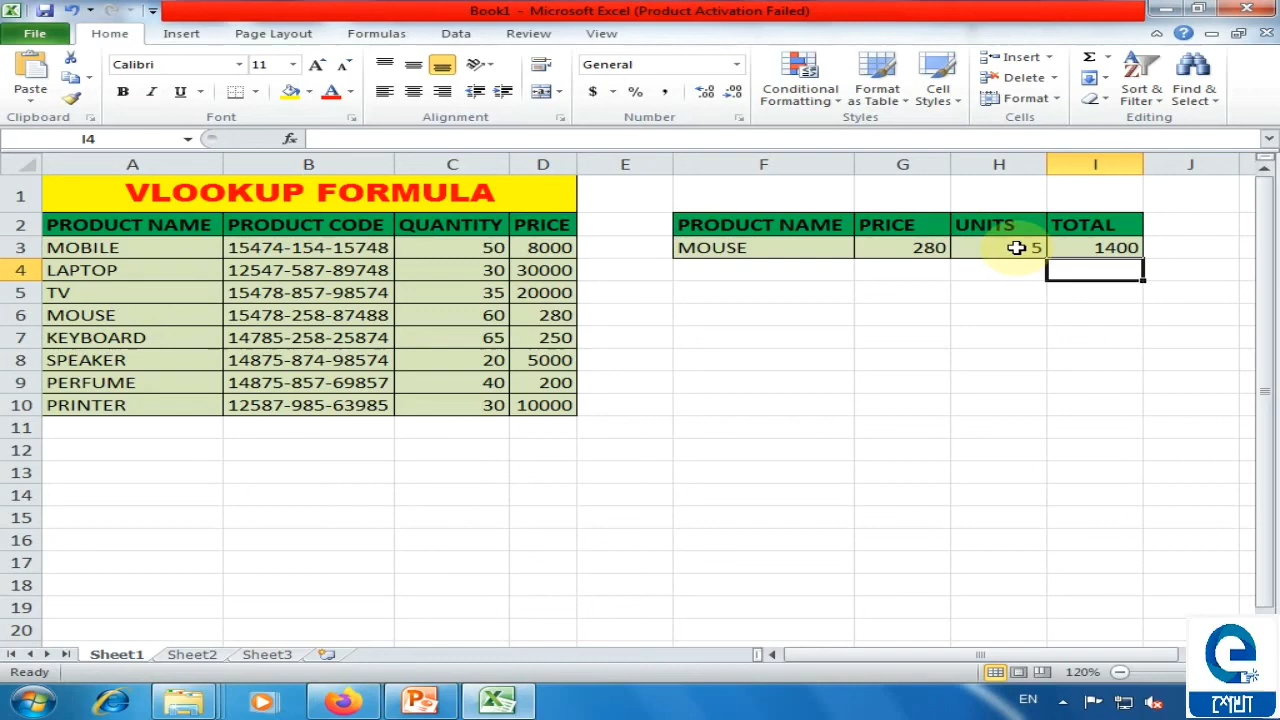 Book1 - Microsoft Excel (Product Activation Failed)
File Home Insert Page Layout Formulas Data Review View
Calibri 11 General
Paste
Conditional Formatting
Format as Table
Cell Styles
Insert
Delete
Format
Sort & Filter
Find & Select
Clipboard Font Alignment Number Styles Cells Editing
I4 fx
A B C D E F G H I J
1 VLOOKUP FORMULA
2 PRODUCT NAME PRODUCT CODE QUANTITY PRICE PRODUCT NAME PRICE UNITS TOTAL
3 MOBILE 15474-154-15748 50 8000 MOUSE 280 5 1400
4 LAPTOP 12547-587-89748 30 30000
5 TV 15478-857-98574 35 20000
6 MOUSE 15478-258-87488 60 280
7 KEYBOARD 14785-258-25874 65 250
8 SPEAKER 14875-874-98574 20 5000
9 PERFUME 14875-857-69857 40 200
10 PRINTER 12587-985-63985 30 10000
11
12
13
14
15
16
17
18
19
20
Sheet1 Sheet2 Sheet3
Ready 120%
EN